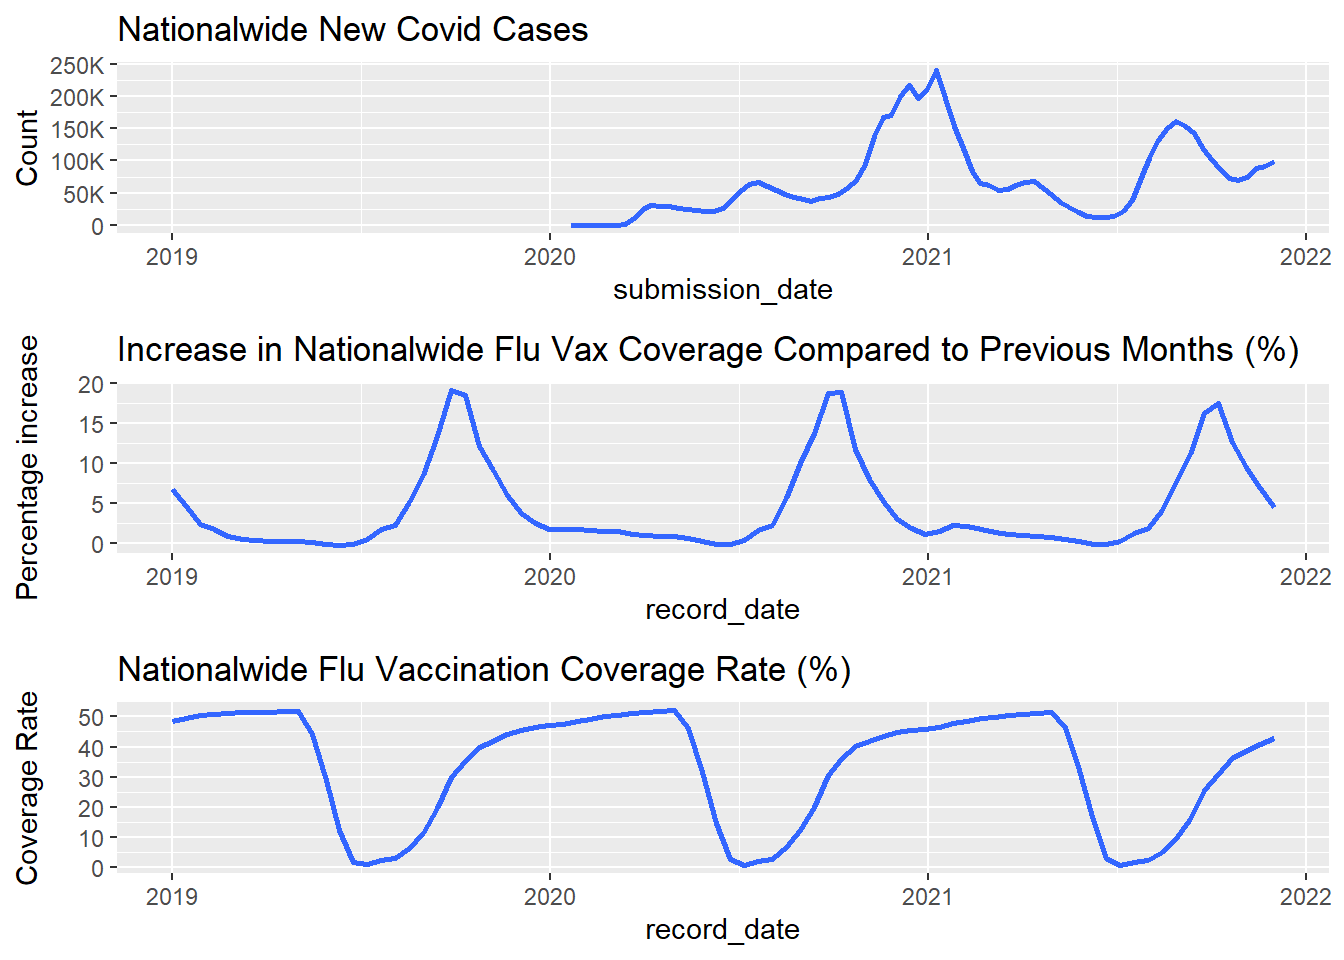 Nationalwide New Covid Cases
Count
250K
200K
150K
100K
50K
0
2019 2020 2021 2022
submission_date
Increase in Nationalwide Flu Vax Coverage Compared to Previous Months (%)
Percentage increase
20
15
10
5
0
2019 2020 2021 2022
record_date
Nationalwide Flu Vaccination Coverage Rate (%)
Coverage Rate
50
40
30
20
10
0
2019 2020 2021 2022
record_date